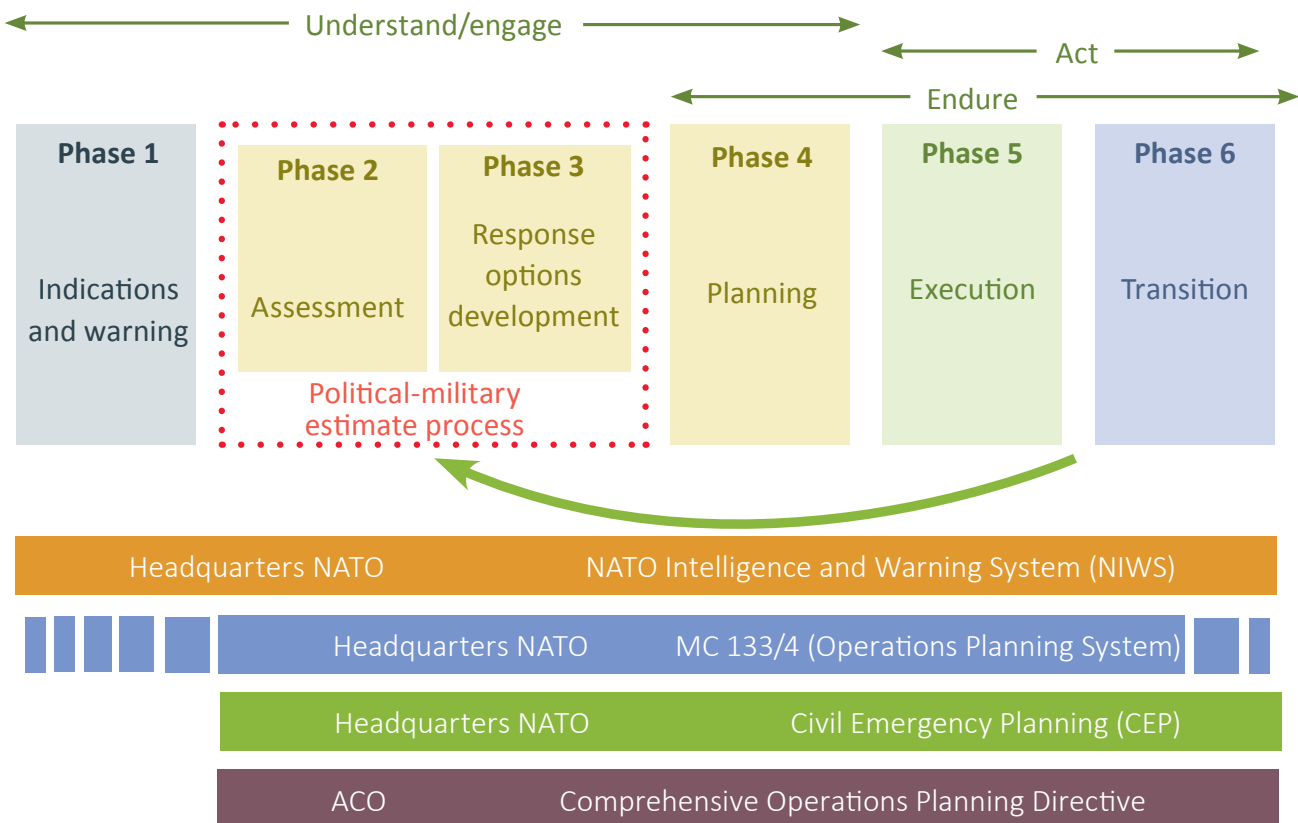 Understand/engage
Act
Endure
Phase 1
Indications
and warning
Phase 2
Assessment
Phase 3
Response
options
development
Political-military
estimate process
Phase 4
Planning
Phase 5
Execution
Phase 6
Transition
Headquarters NATO NATO Intelligence and Warning System (NIWS)
Headquarters NATO MC 133/4 (Operations Planning System)
Headquarters NATO Civil Emergency Planning (CEP)
ACO Comprehensive Operations Planning Directive